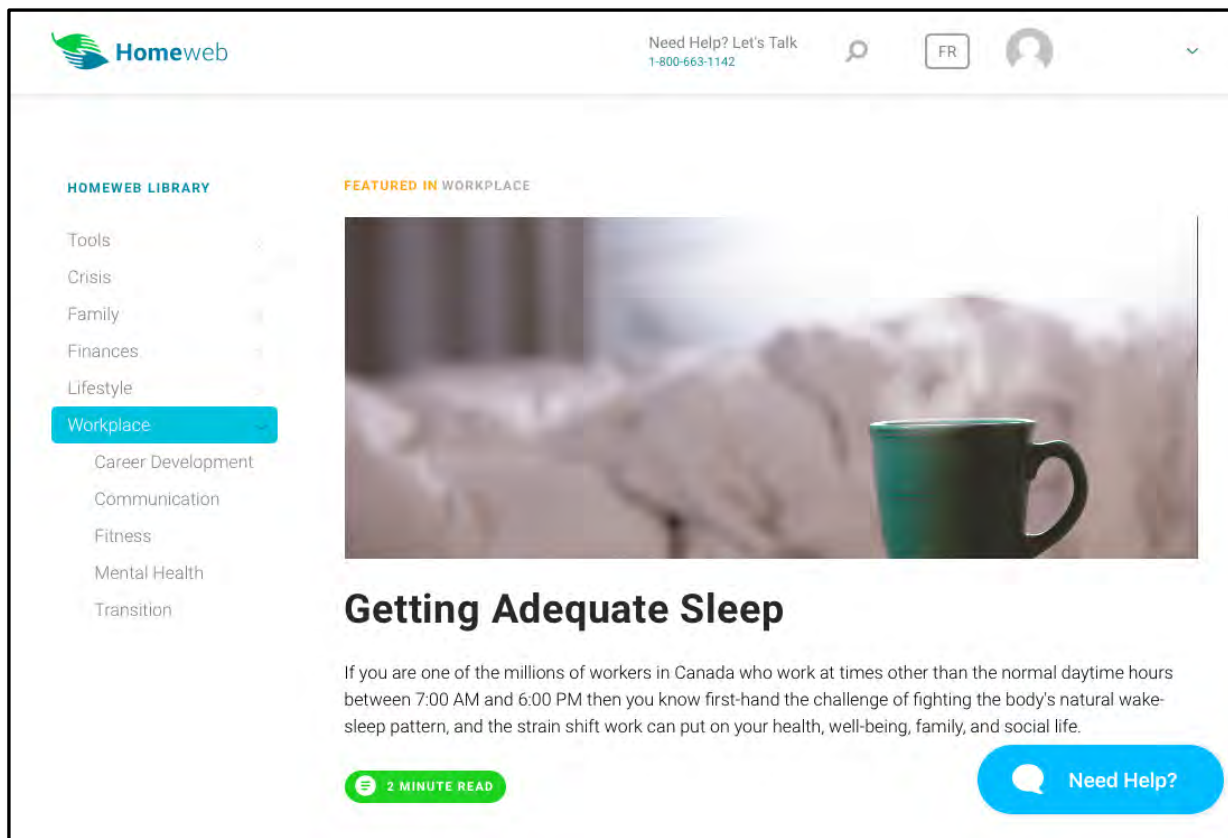 Homeweb
Need Help? Let's Talk
1-800-663-1142
FR
HOMEWEB LIBRARY
Tools
Crisis
Family
Finances
Lifestyle
Workplace
Career Development
Communication
Fitness
Mental Health
Transition
FEATURED IN WORKPLACE
Getting Adequate Sleep
If you are one of the millions of workers in Canada who work at times other than the normal daytime hours
between 7:00 AM and 6:00 PM then you know first-hand the challenge of fighting the body's natural wake-
sleep pattern, and the strain shift work can put on your health, well-being, family, and social life.
2 MINUTE READ
Need Help?